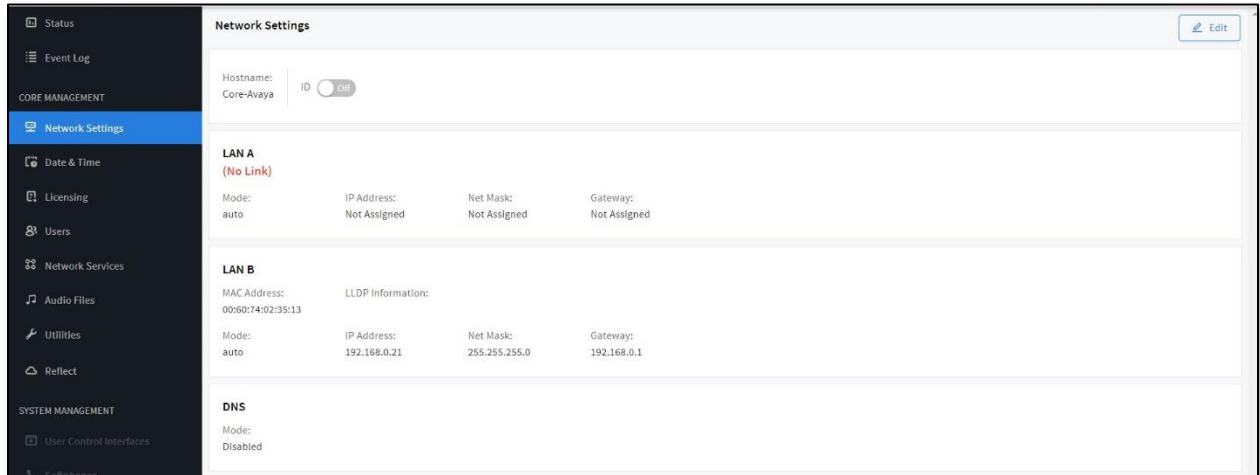 Status
Event Log
CORE MANAGEMENT
Network Settings
Date & Time
Licensing
Users
Network Services
Audio Files
Utilities
Reflect
SYSTEM MANAGEMENT
User Control Interfaces
Network Settings
Edit
Hostname:
Core-Avaya
ID Off
LAN A
(No Link)
Mode: IP Address: Net Mask: Gateway:
auto Not Assigned Not Assigned Not Assigned
LAN B
MAC Address: LLDP Information:
00:60:74:02:35:13
Mode: IP Address: Net Mask: Gateway:
auto 192.168.0.21 255.255.255.0 192.168.0.1
DNS
Mode:
Disabled